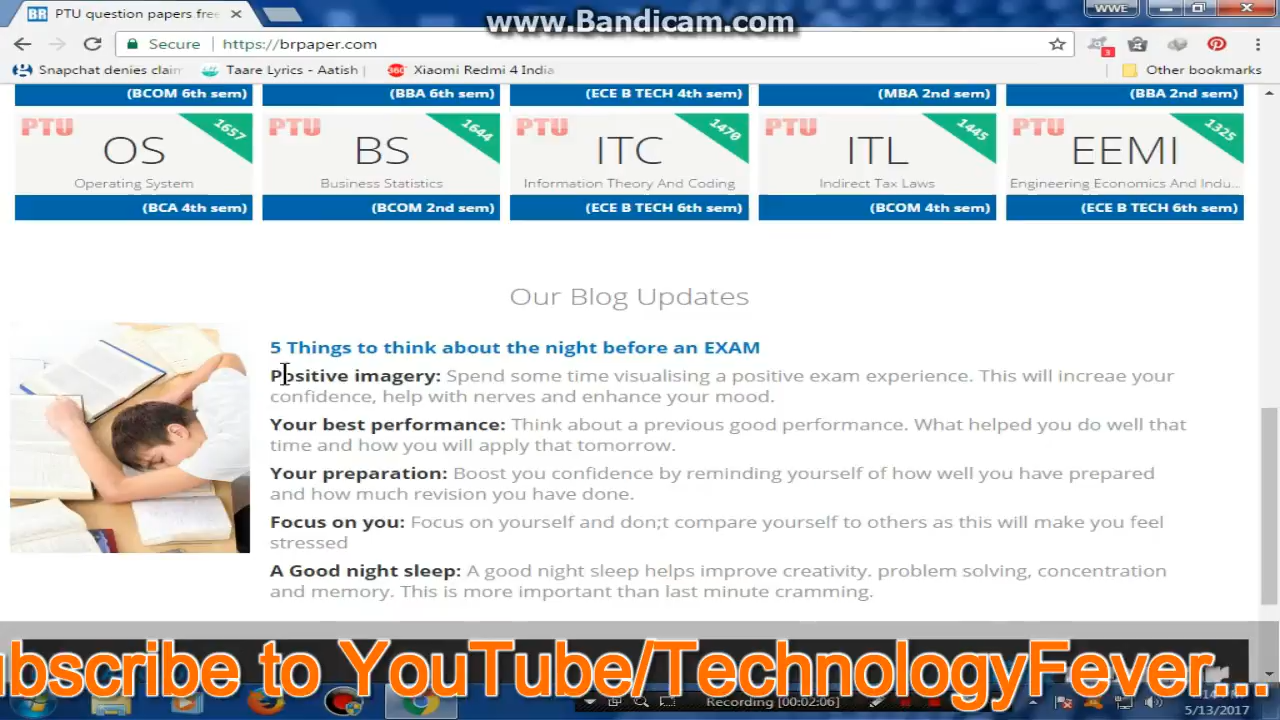 www.Bandicam.com
PTU question papers free
WWE
Secure https://brpaper.com
3
Snapchat denies claim
Taare Lyrics - Aatish
360 Xiaomi Redmi 4 India
Other bookmarks
(BCOM 6th sem) (BBA 6th sem) (ECE B TECH 4th sem) (MBA 2nd sem) (BBA 2nd sem)
PTU 1657 PTU 1644 PTU 1470 PTU 1445 PTU 1325
OS BS ITC ITL EEMI
Operating System Business Statistics Information Theory And Coding Indirect Tax Laws Engineering Economics And Indu...
(BCA 4th sem) (BCOM 2nd sem) (ECE B TECH 6th sem) (BCOM 4th sem) (ECE B TECH 6th sem)
Our Blog Updates
5 Things to think about the night before an EXAM
Positive imagery: Spend some time visualising a positive exam experience. This will increae your
confidence, help with nerves and enhance your mood.
Your best performance: Think about a previous good performance. What helped you do well that
time and how you will apply that tomorrow.
Your preparation: Boost you confidence by reminding yourself of how well you have prepared
and how much revision you have done.
Focus on you: Focus on yourself and don;t compare yourself to others as this will make you feel
stressed
A Good night sleep: A good night sleep helps improve creativity. problem solving, concentration
and memory. This is more important than last minute cramming.
ubscribe to YouTube/TechnologyFever...
Recording [00:02:06]
5/13/2017